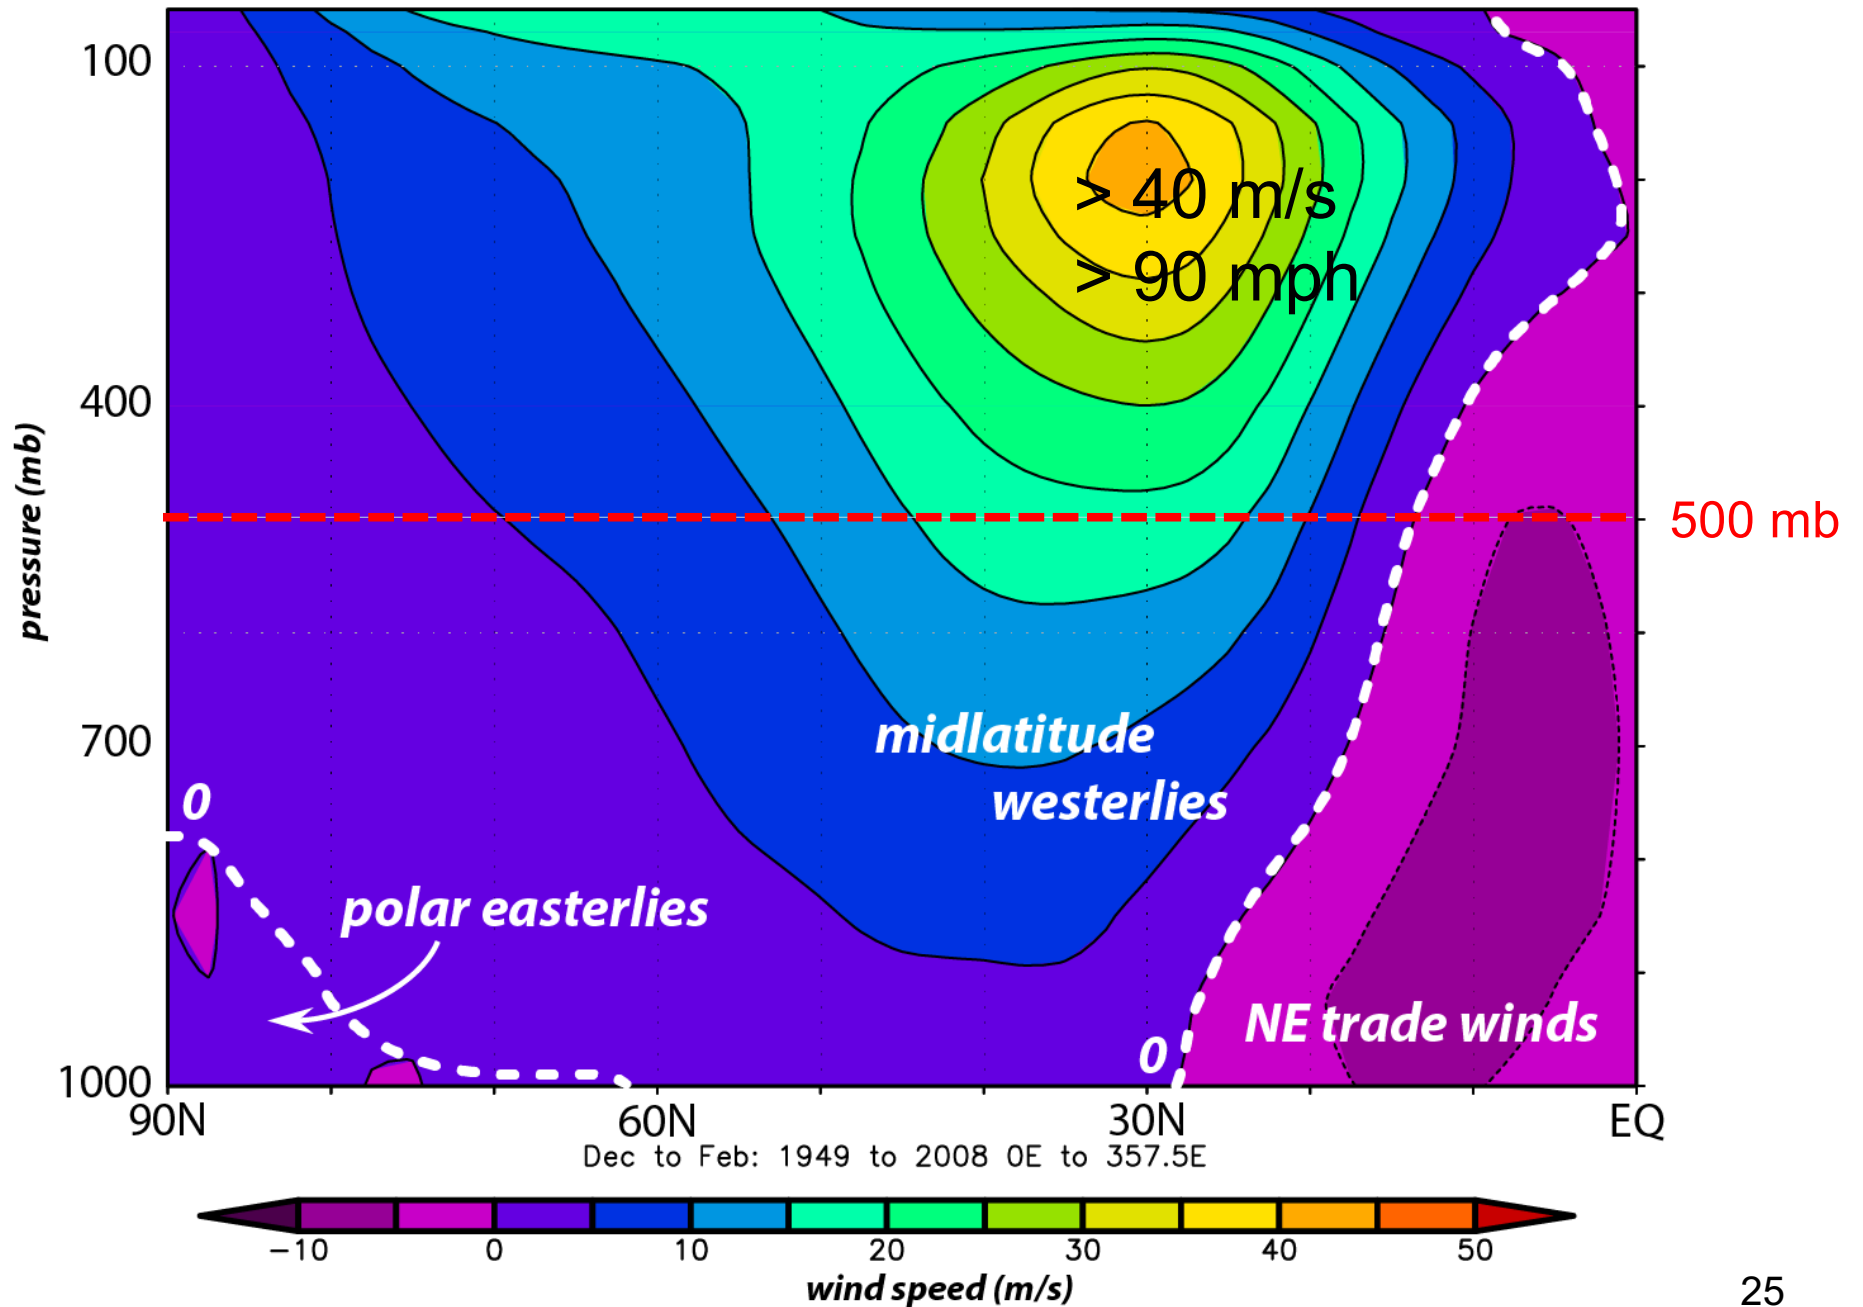 100
> 40 m/s
> 90 mph
400
pressure (mb)
500 mb
midlatitude
700
westerlies
0
polar easterlies
NE trade winds
0
1000
90N 60N 30N EQ
Dec to Feb: 1949 to 2008 0E to 357.5E
−10 0 10 20 30 40 50
wind speed (m/s)
25